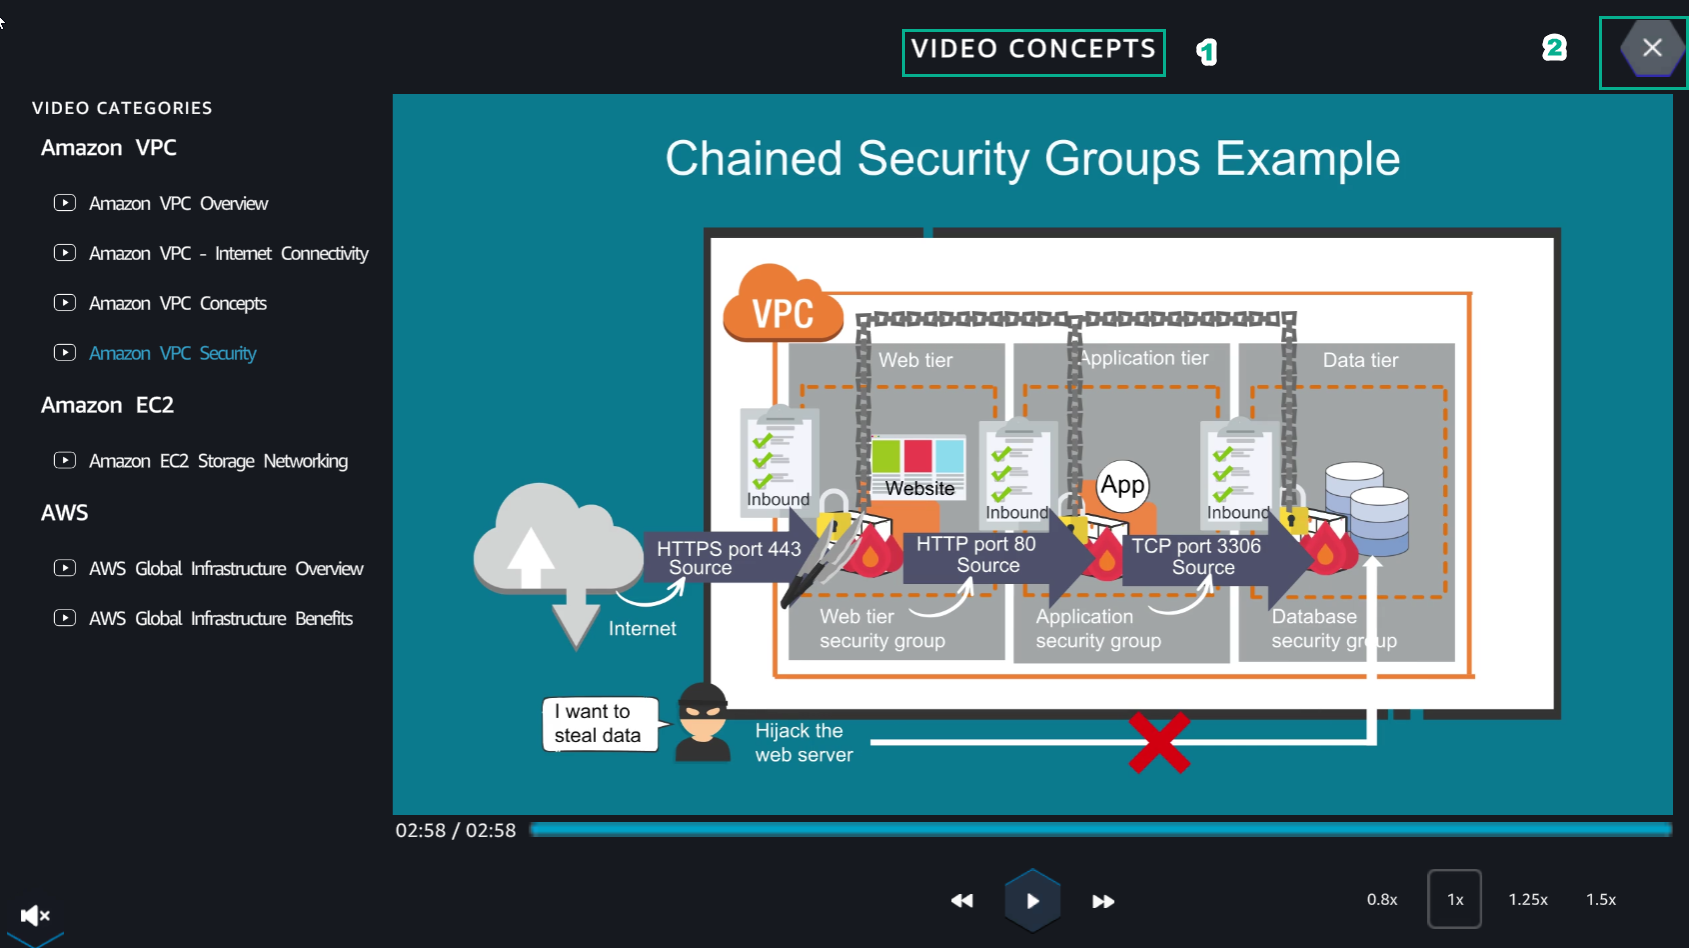 VIDEO CONCEPTS
1
2
VIDEO CATEGORIES
Amazon VPC
Amazon VPC Overview
Amazon VPC - Internet Connectivity
Amazon VPC Concepts
Amazon VPC Security
Amazon EC2
Amazon EC2 Storage Networking
AWS
AWS Global Infrastructure Overview
AWS Global Infrastructure Benefits
Chained Security Groups Example
VPC
Web tier
Application tier
Data tier
Inbound
Website
Inbound
App
Inbound
HTTPS port 443
Source
HTTP port 80
Source
TCP port 3306
Source
Internet
Web tier
security group
Application
security group
Database
security group
I want to
steal data
Hijack the
web server
02:58 / 02:58
0.8x
1x
1.25x
1.5x